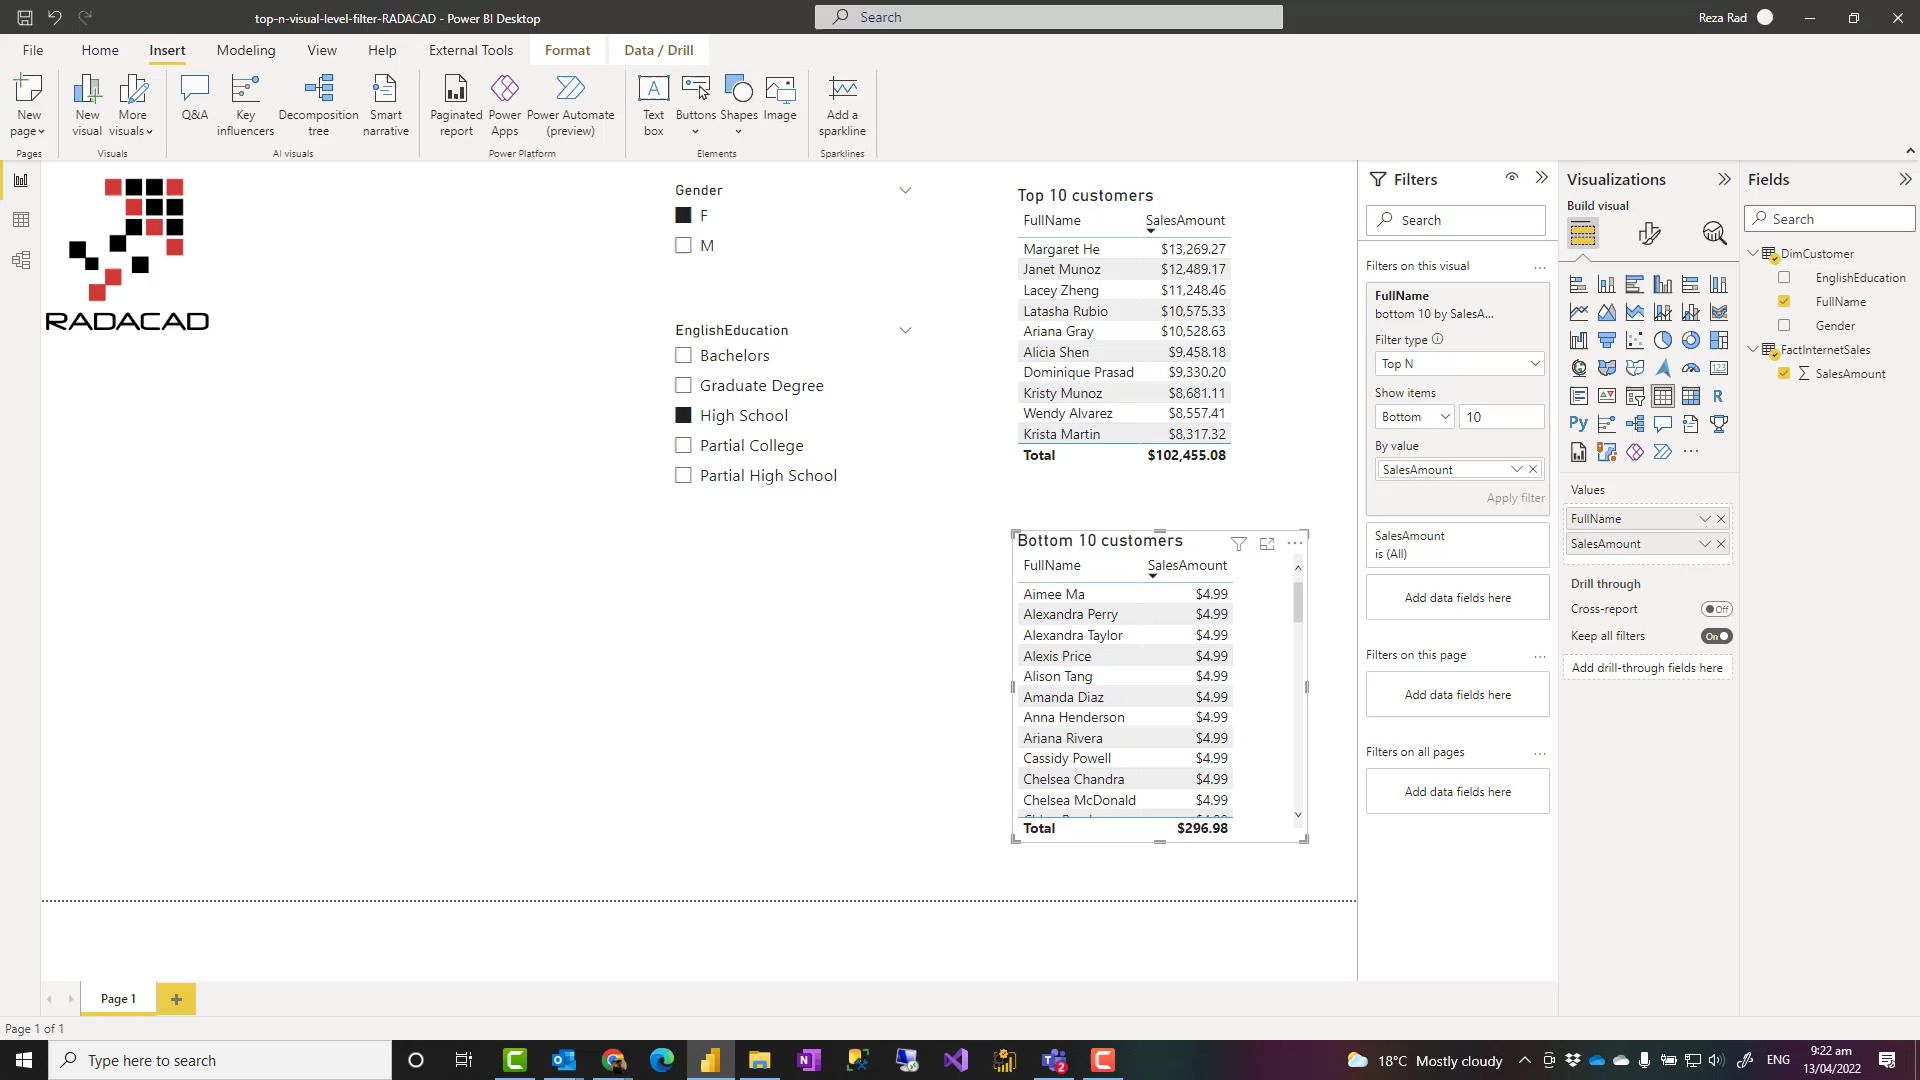 top-n-visual-level-filter-RADACAD - Power BI Desktop
Search
Reza Rad
File
Home
Insert
Modeling
View
Help
External Tools
Format
Data / Drill
New page
New visual
More visuals
Q&A
Key influencers
Decomposition tree
Smart narrative
Paginated report
Power Apps
Power Automate (preview)
Text box
Buttons
Shapes
Image
Add a sparkline
Pages
Visuals
AI visuals
Power Platform
Elements
Sparklines
RADACAD
Gender
F
M
EnglishEducation
Bachelors
Graduate Degree
High School
Partial College
Partial High School
Top 10 customers
FullName SalesAmount
Margaret He $13,269.27
Janet Munoz $12,489.17
Lacey Zheng $11,248.46
Latasha Rubio $10,575.33
Ariana Gray $10,528.63
Alicia Shen $9,458.18
Dominique Prasad $9,330.20
Kristy Munoz $8,681.11
Wendy Alvarez $8,557.41
Krista Martin $8,317.32
Total $102,455.08
Bottom 10 customers
FullName SalesAmount
Aimee Ma $4.99
Alexandra Perry $4.99
Alexandra Taylor $4.99
Alexis Price $4.99
Alison Tang $4.99
Amanda Diaz $4.99
Anna Henderson $4.99
Ariana Rivera $4.99
Cassidy Powell $4.99
Chelsea Chandra $4.99
Chelsea McDonald $4.99
Total $296.98
Filters
Search
Filters on this visual
FullName
bottom 10 by SalesA...
Filter type
Top N
Show items
Bottom 10
By value
SalesAmount
Apply filter
SalesAmount
is (All)
Add data fields here
Filters on this page
Add data fields here
Filters on all pages
Add data fields here
Visualizations
Build visual
R
Py
123
Values
FullName
SalesAmount
Drill through
Cross-report Off
Keep all filters On
Add drill-through fields here
Fields
Search
DimCustomer
EnglishEducation
FullName
Gender
FactInternetSales
SalesAmount
Page 1
Page 1 of 1
Type here to search
18°C Mostly cloudy
ENG
9:22 am
13/04/2022